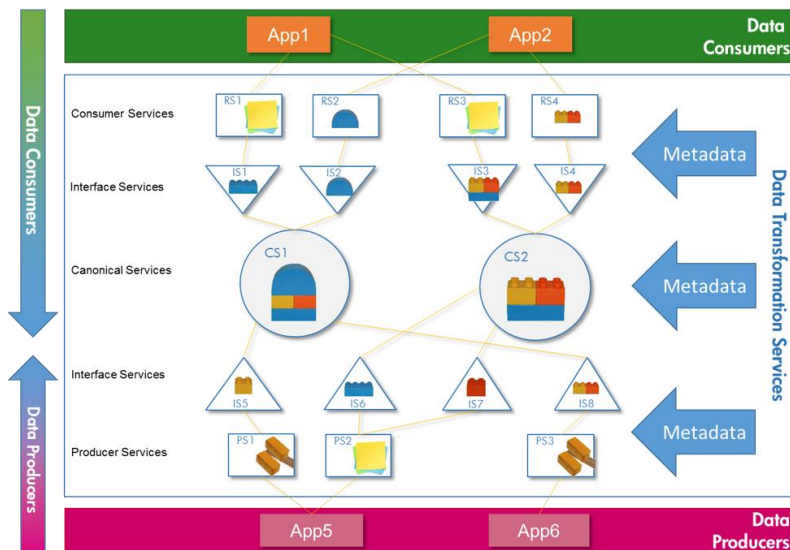 App1
App2
Data
Consumers
Data Consumers
Consumer Services
RS1
RS2
RS3
RS4
Metadata
Interface Services
IS1
IS2
IS3
IS4
Data Transformation Services
Canonical Services
CS1
CS2
Metadata
Interface Services
IS5
IS6
IS7
IS8
Data Producers
Producer Services
PS1
PS2
PS3
Metadata
App5
App6
Data
Producers